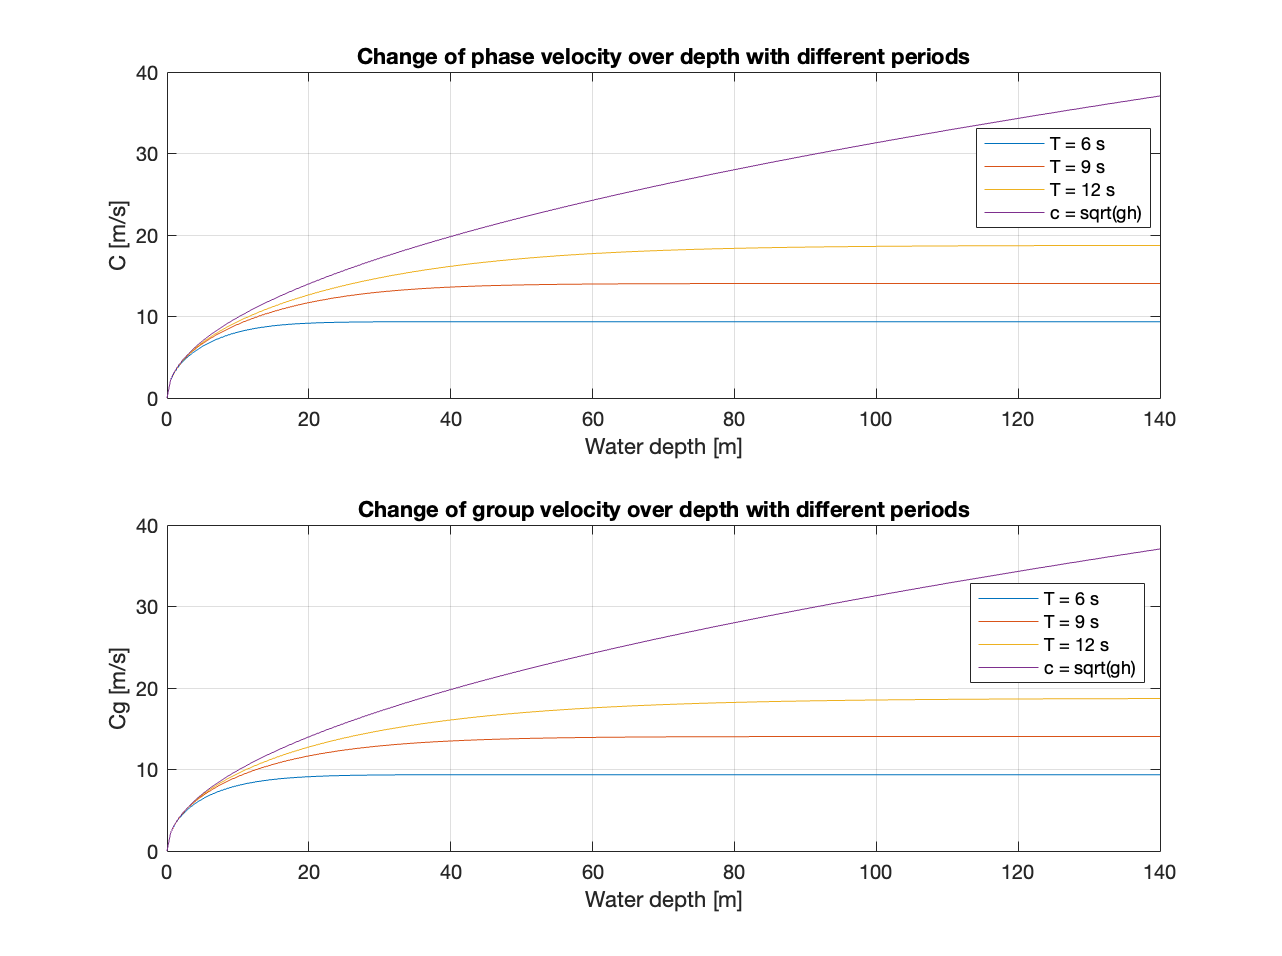 Change of phase velocity over depth with different periods
40
30
20
10
0
C [m/s]
T = 6 s
T = 9 s
T = 12 s
c = sqrt(gh)
0 20 40 60 80 100 120 140
Water depth [m]
Change of group velocity over depth with different periods
40
30
20
10
0
Cg [m/s]
T = 6 s
T = 9 s
T = 12 s
c = sqrt(gh)
0 20 40 60 80 100 120 140
Water depth [m]